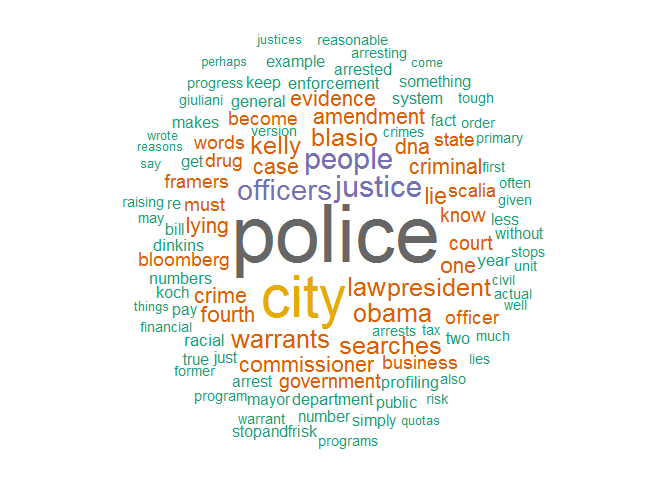 justices reasonable
perhaps example arresting come
arrested
progress keep enforcement something
giuliani general evidence system tough
makes become amendment fact order
wrote words version kelly blasio crimes dna state primary
reasons
say get drug case people criminal first
framers officers justice lie scalia often
raising re must know less given
may bill lying police without
dinkins court stops
bloomberg one year unit
numbers city law president civil
koch crime actual
things pay fourth obama officer well
financial warrants arrests tax two much
racial searches
true just commissioner business lies
former arrest government profiling also
program mayor department public risk
warrant number simply quotas
stopandfrisk programs